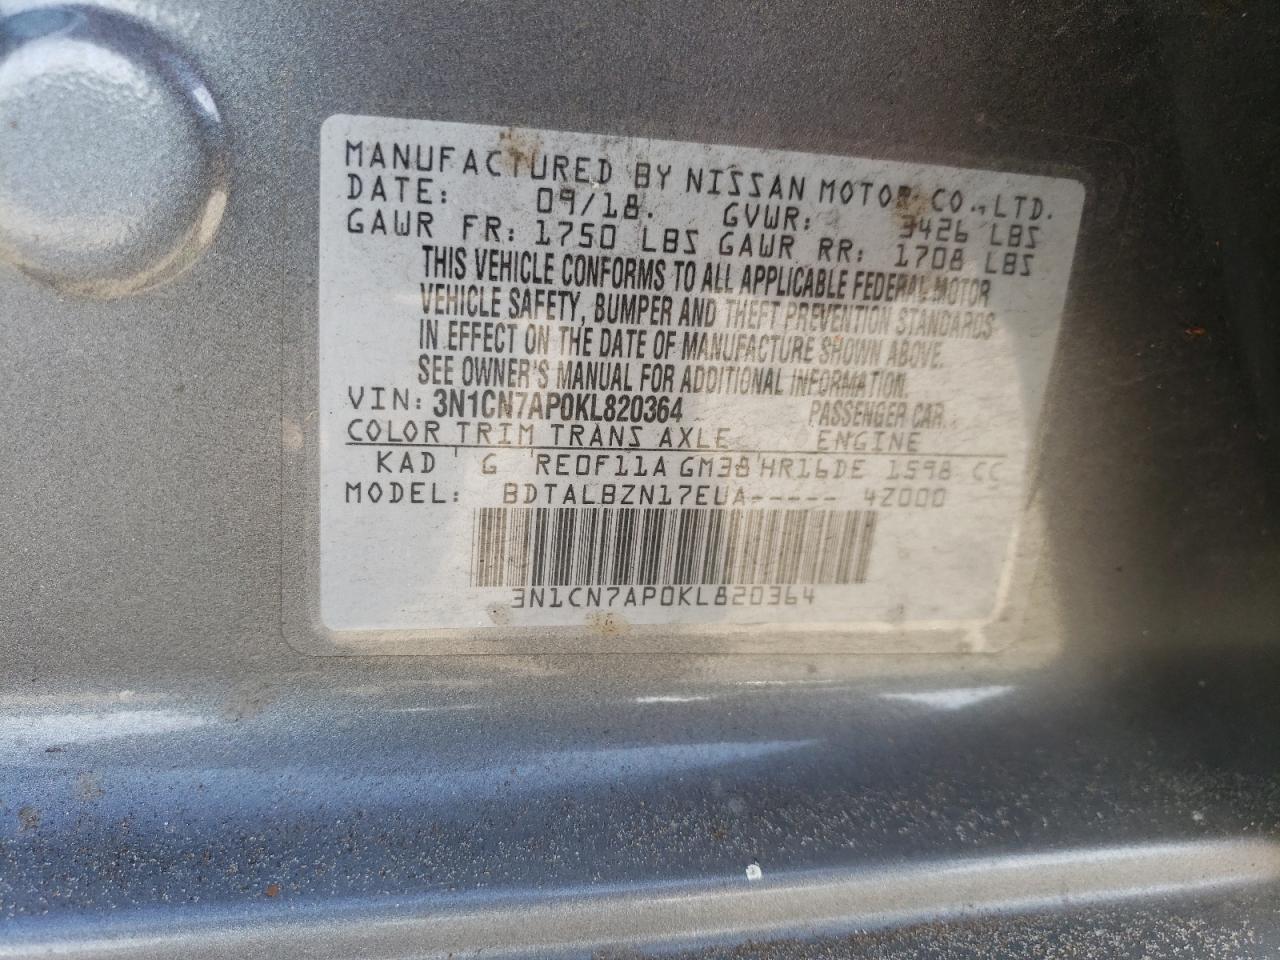 MANUFACTURED BY NISSAN MOTOR CO., LTD.
DATE: 09/18. GVWR: 3426 LBS
GAWR FR: 1750 LBS GAWR RR: 1708 LBS
THIS VEHICLE CONFORMS TO ALL APPLICABLE FEDERAL MOTOR
VEHICLE SAFETY, BUMPER AND THEFT PREVENTION STANDARDS
IN EFFECT ON THE DATE OF MANUFACTURE SHOWN ABOVE.
SEE OWNER'S MANUAL FOR ADDITIONAL INFORMATION.
VIN: 3N1CN7AP0KL820364 PASSENGER CAR.
COLOR TRIM TRANS AXLE ENGINE
KAD ' G 'RE0F11A GM38'HR16DE 1598 CC
MODEL: BDTALBZN17EUA----- 4Z000
3N1CN7AP0KL820364